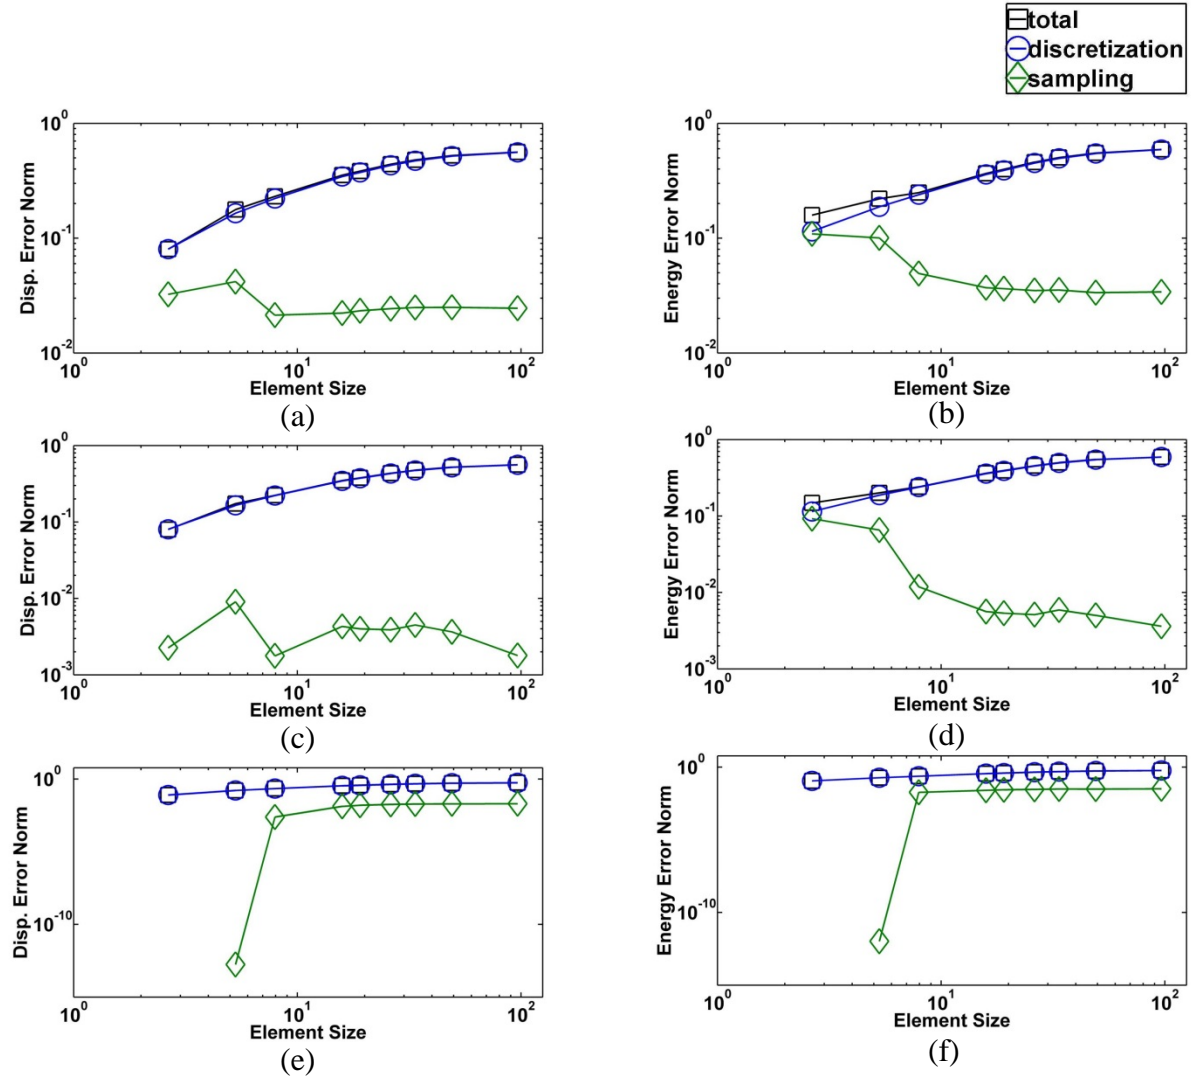 total
discretization
sampling
10^0
10^-1
10^-2
Disp. Error Norm
10^0
10^1
10^2
Element Size
(a)
10^0
10^-1
10^-2
Energy Error Norm
10^0
10^1
10^2
Element Size
(b)
10^0
10^-1
10^-2
10^-3
Disp. Error Norm
10^0
10^1
10^2
Element Size
(c)
10^0
10^-1
10^-2
10^-3
Energy Error Norm
10^0
10^1
10^2
Element Size
(d)
10^0
10^-10
Disp. Error Norm
10^0
10^1
10^2
Element Size
(e)
10^0
10^-10
Energy Error Norm
10^0
10^1
10^2
Element Size
(f)